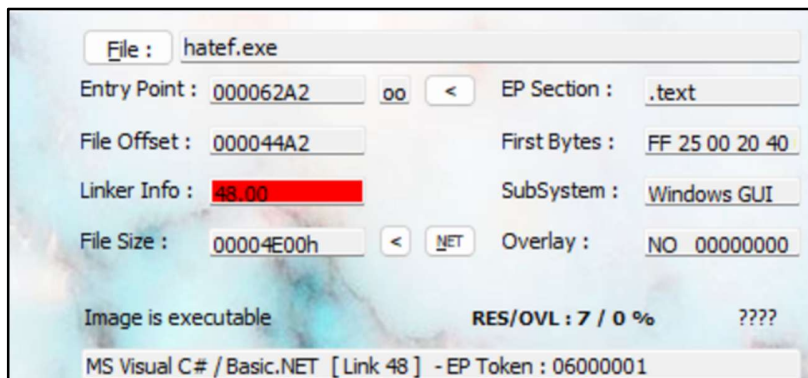 File : hatef.exe
Entry Point : 000062A2 oo < EP Section : .text
File Offset : 000044A2 First Bytes : FF 25 00 20 40
Linker Info : 48.00 SubSystem : Windows GUI
File Size : 00004E00h < NET Overlay : NO 00000000
Image is executable RES/OVL : 7 / 0 % ????
MS Visual C# / Basic.NET [ Link 48 ] - EP Token : 06000001